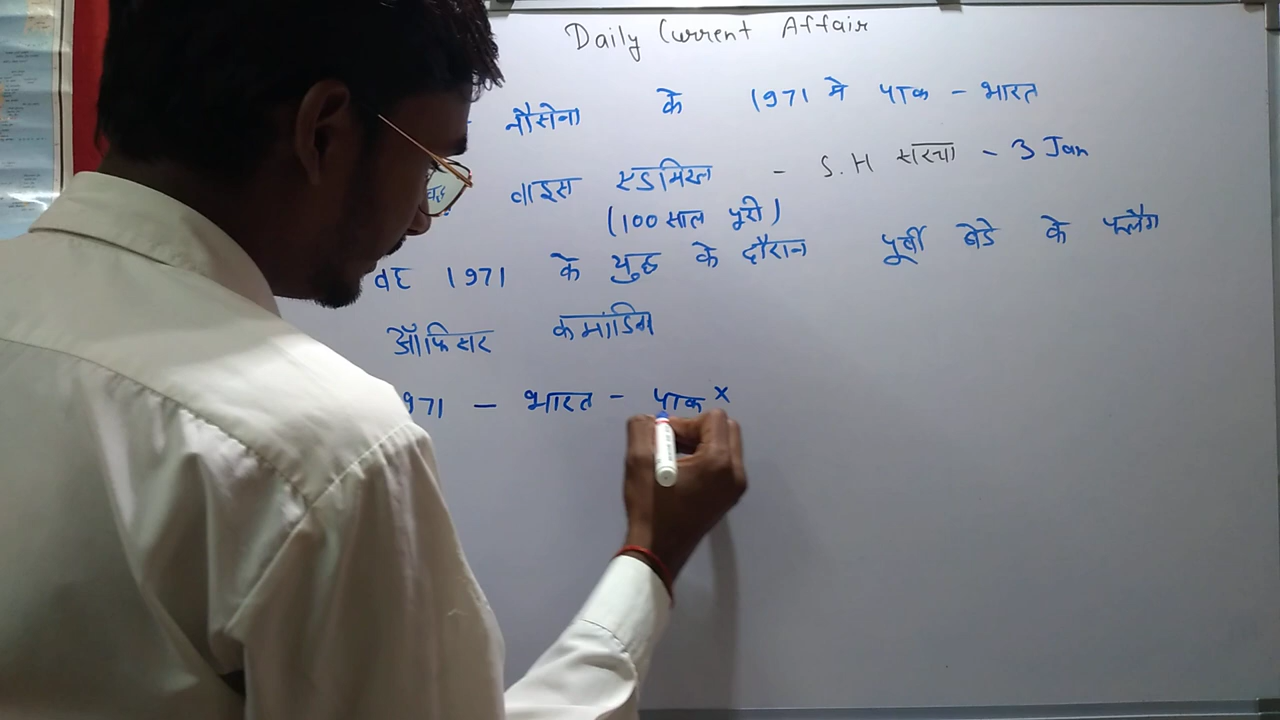 Daily Current Affair
नौसेना के 1971 मे पाक - भारत
वाइस एडमिरल - S.H सरमा - 3 Jan
(100 साल पूरी)
वह 1971 के युद्ध के दौरान पूर्वी बेडे के फ्लैग
ऑफिसर कमांडिंग
971 - भारत - पाक x